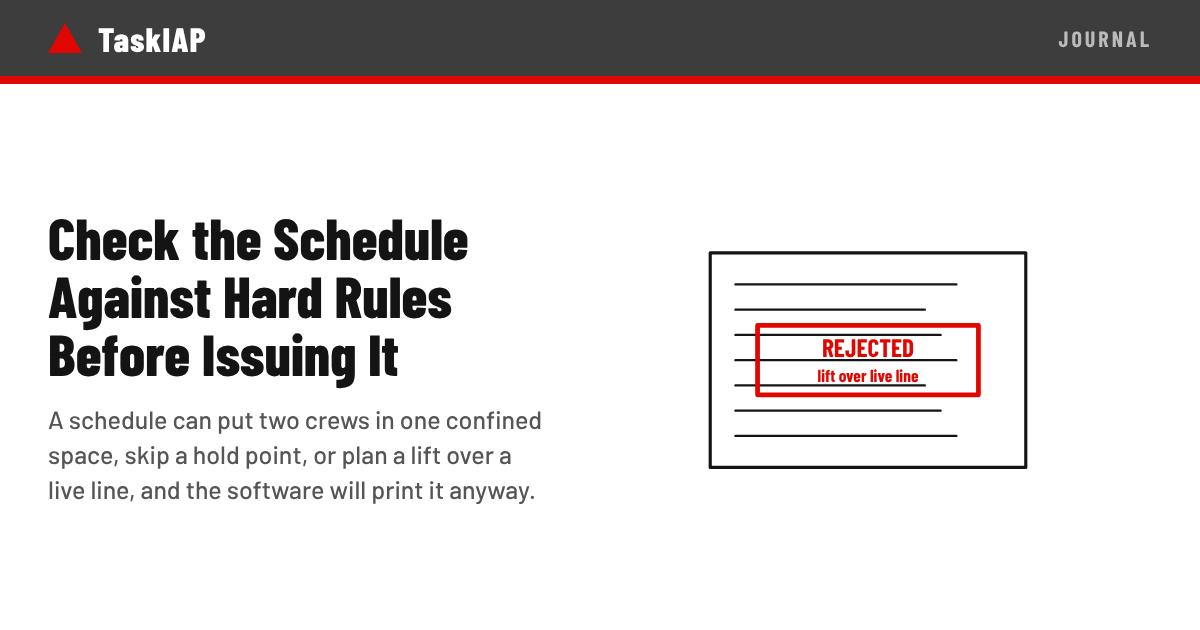 TaskIAP
JOURNAL
Check the Schedule
Against Hard Rules
Before Issuing It
A schedule can put two crews in one confined
space, skip a hold point, or plan a lift over a
live line, and the software will print it anyway.
REJECTED
lift over live line